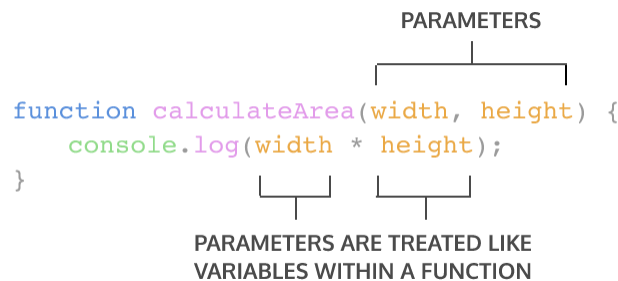 PARAMETERS
function calculateArea(width, height) {
console.log(width * height);
}
PARAMETERS ARE TREATED LIKE
VARIABLES WITHIN A FUNCTION